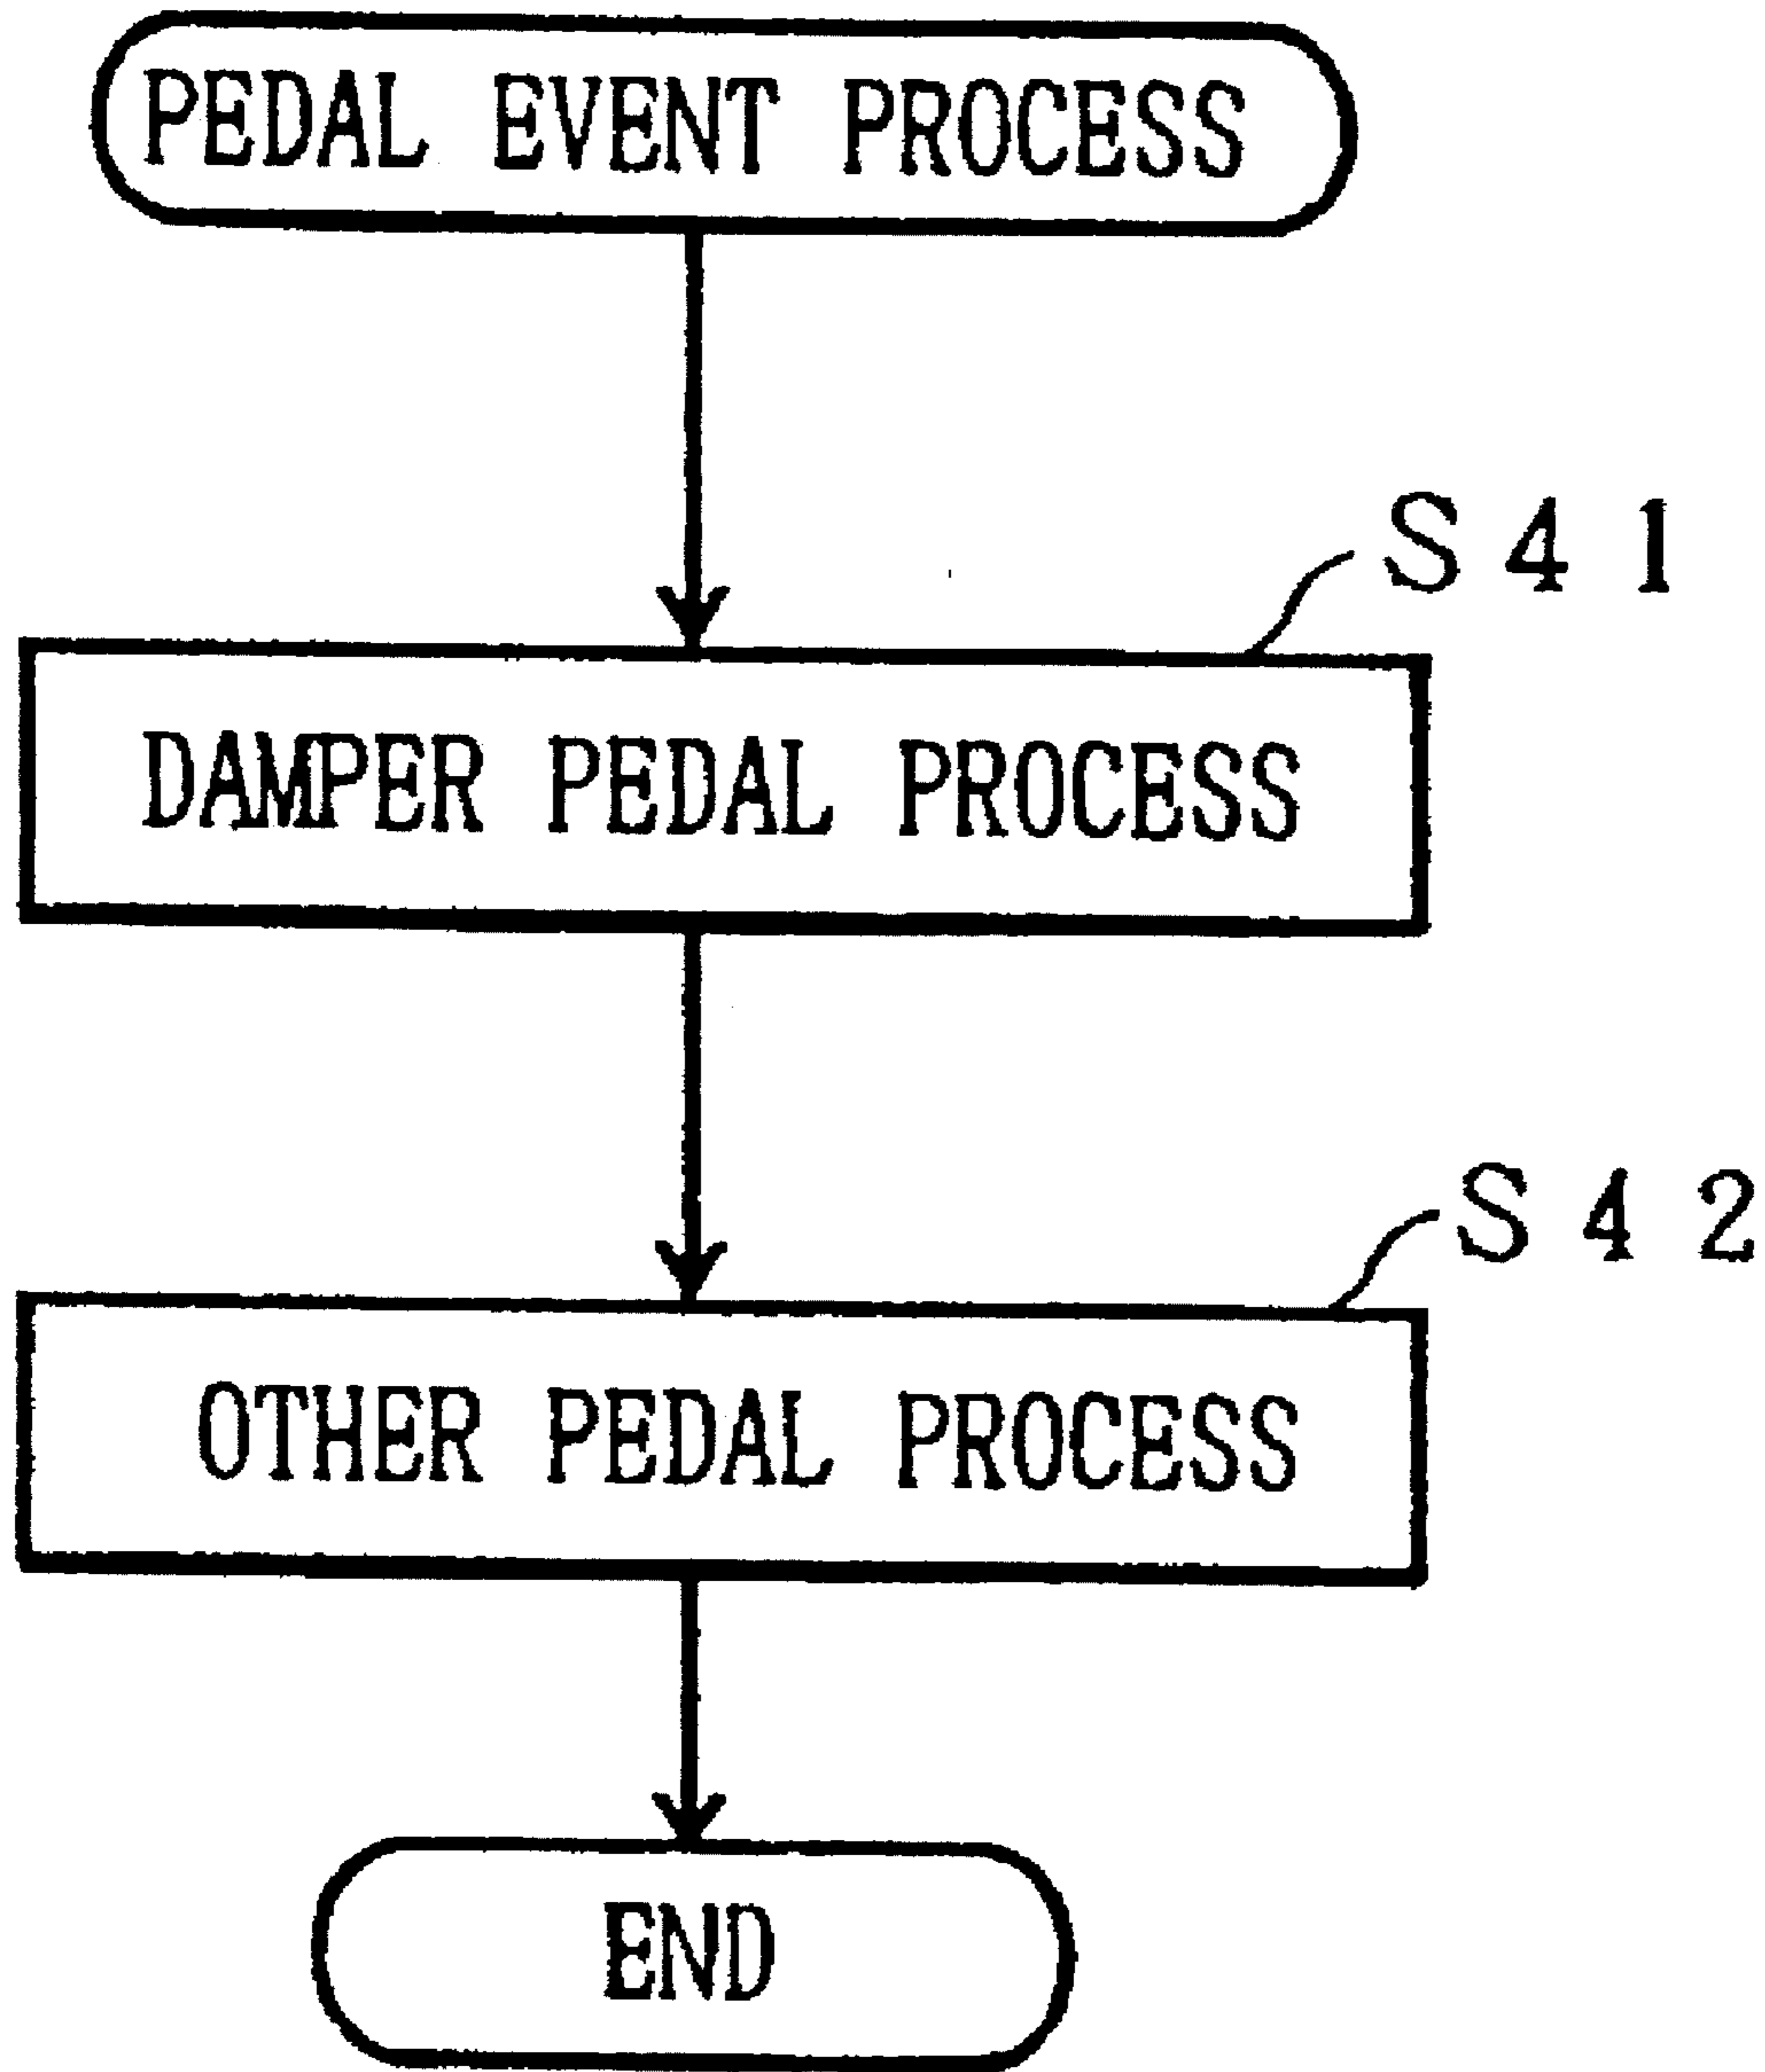 PEDAL EVENT PROCESS
S41
DAMPER PEDAL PROCESS
S42
OTHER PEDAL PROCESS
END